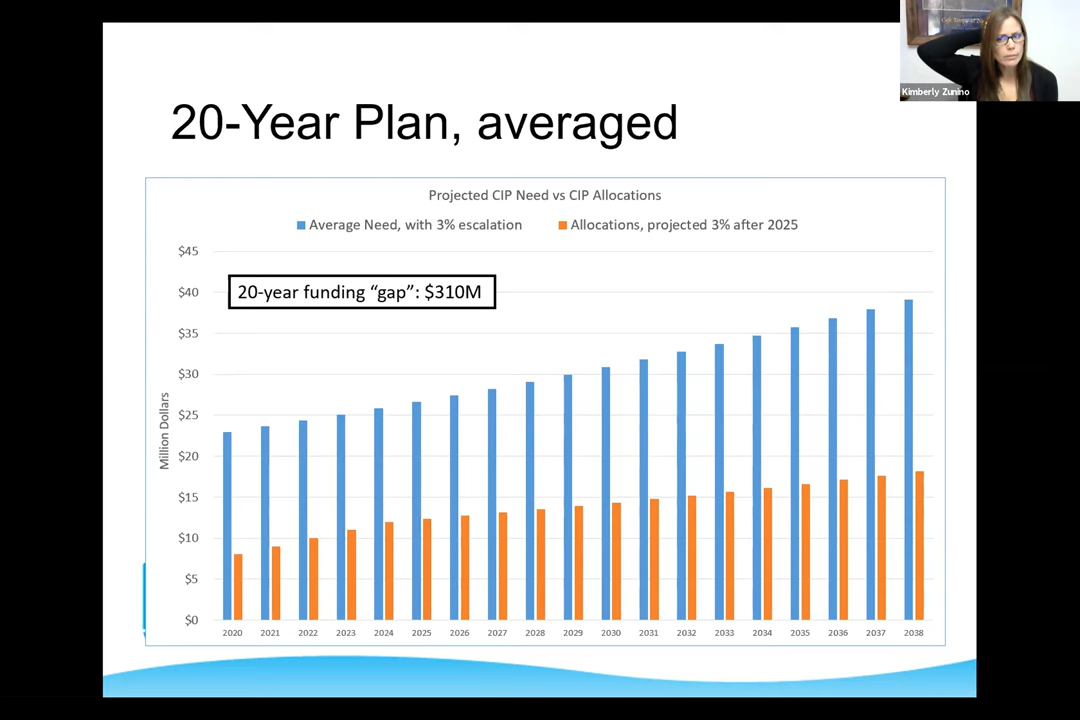 Kimberly Zunino
20-Year Plan, averaged
Projected CIP Need vs CIP Allocations
Average Need, with 3% escalation
Allocations, projected 3% after 2025
20-year funding “gap”: $310M
Million Dollars
$45
$40
$35
$30
$25
$20
$15
$10
$5
$0
2020 2021 2022 2023 2024 2025 2026 2027 2028 2029 2030 2031 2032 2033 2034 2035 2036 2037 2038